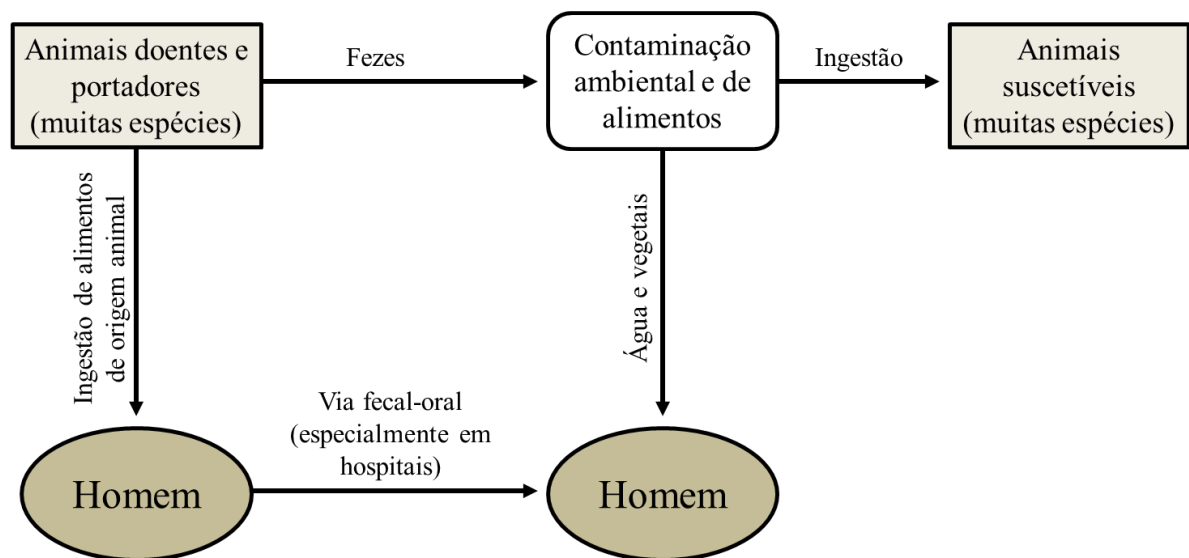 Animais doentes e
portadores
(muitas espécies)
Fezes
Contaminação
ambiental e de
alimentos
Ingestão
Animais
suscetíveis
(muitas espécies)
Ingestão de alimentos
de origem animal
Água e vegetais
Homem
Via fecal-oral
(especialmente em
hospitais)
Homem